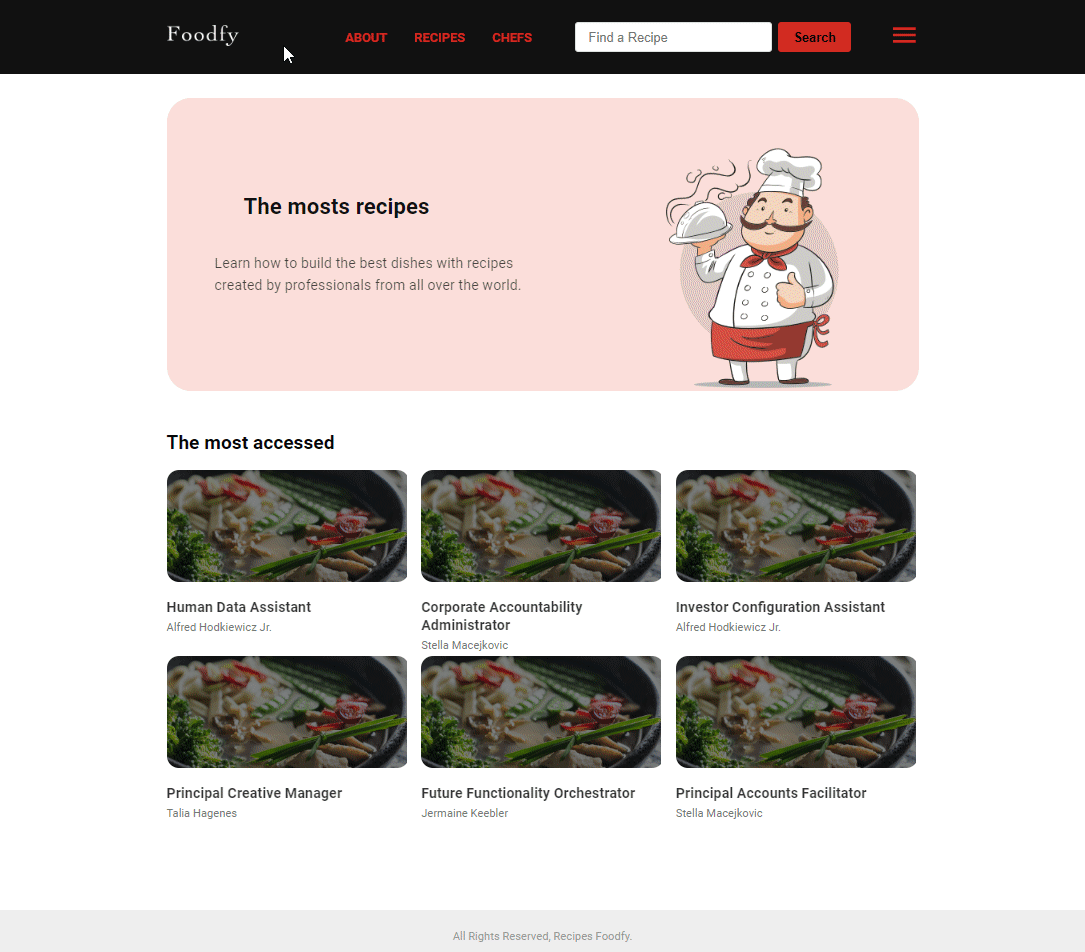 Foodfy
ABOUT
RECIPES
CHEFS
Find a Recipe
Search
The mosts recipes
Learn how to build the best dishes with recipes
created by professionals from all over the world.
The most accessed
Human Data Assistant
Alfred Hodkiewicz Jr.
Corporate Accountability
Administrator
Stella Macejkovic
Investor Configuration Assistant
Alfred Hodkiewicz Jr.
Principal Creative Manager
Talia Hagenes
Future Functionality Orchestrator
Jermaine Keebler
Principal Accounts Facilitator
Stella Macejkovic
All Rights Reserved, Recipes Foodfy.